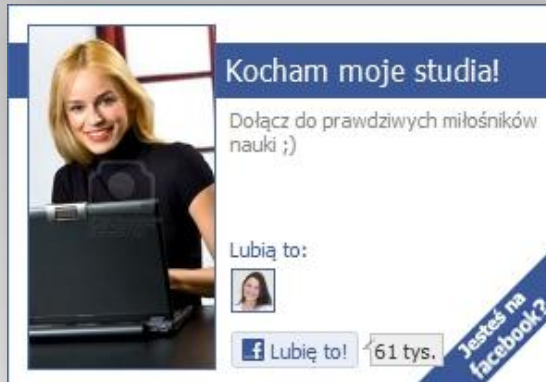 Kocham moje studia!
Dołącz do prawdziwych miłośników
nauki ;)
Lubią to:
Lubię to!
61 tys.
Jesteś na
facebook?